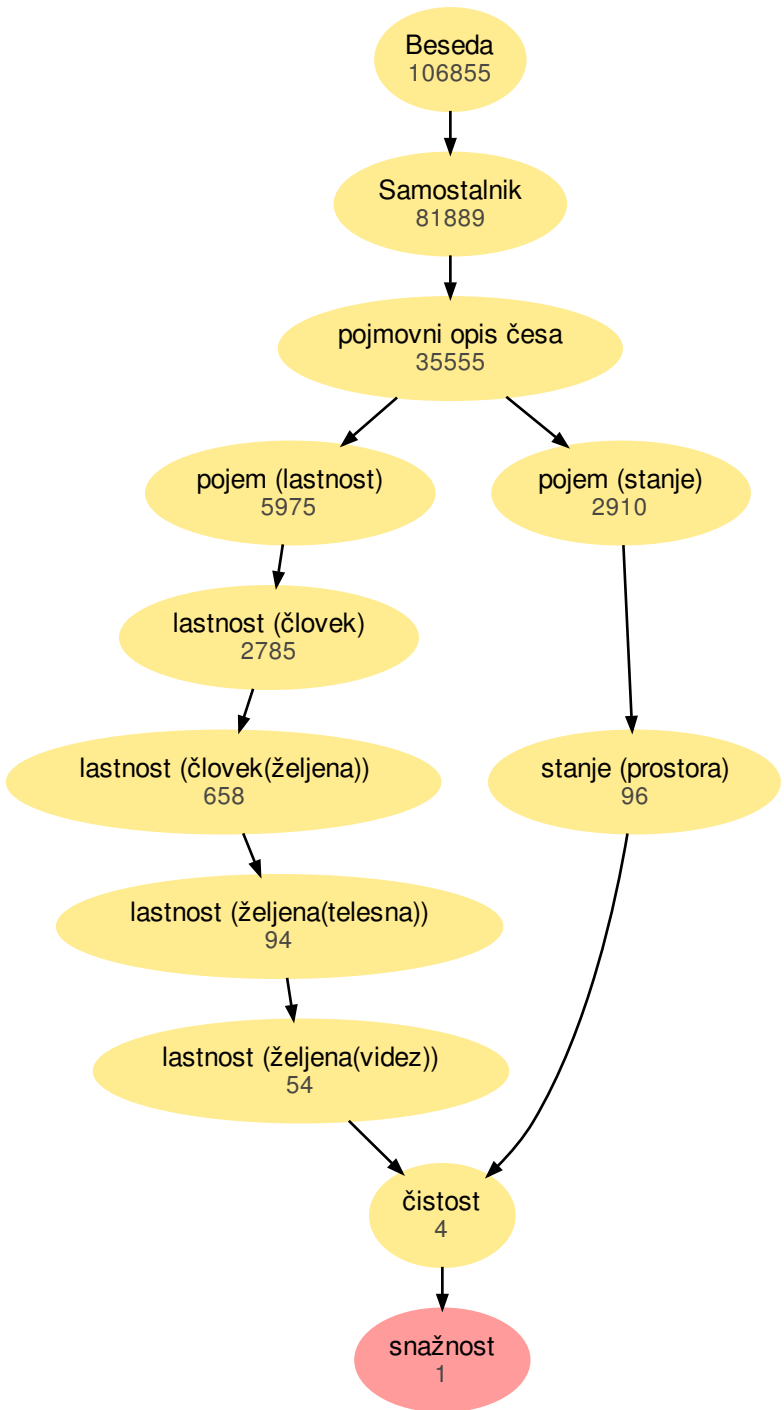 Beseda
106855
Samostalnik
81889
pojmovni opis česa
35555
pojem (lastnost)
5975
pojem (stanje)
2910
lastnost (človek)
2785
lastnost (človek(željena))
658
stanje (prostora)
96
lastnost (željena(telesna))
94
lastnost (željena(videz))
54
čistost
4
snažnost
1